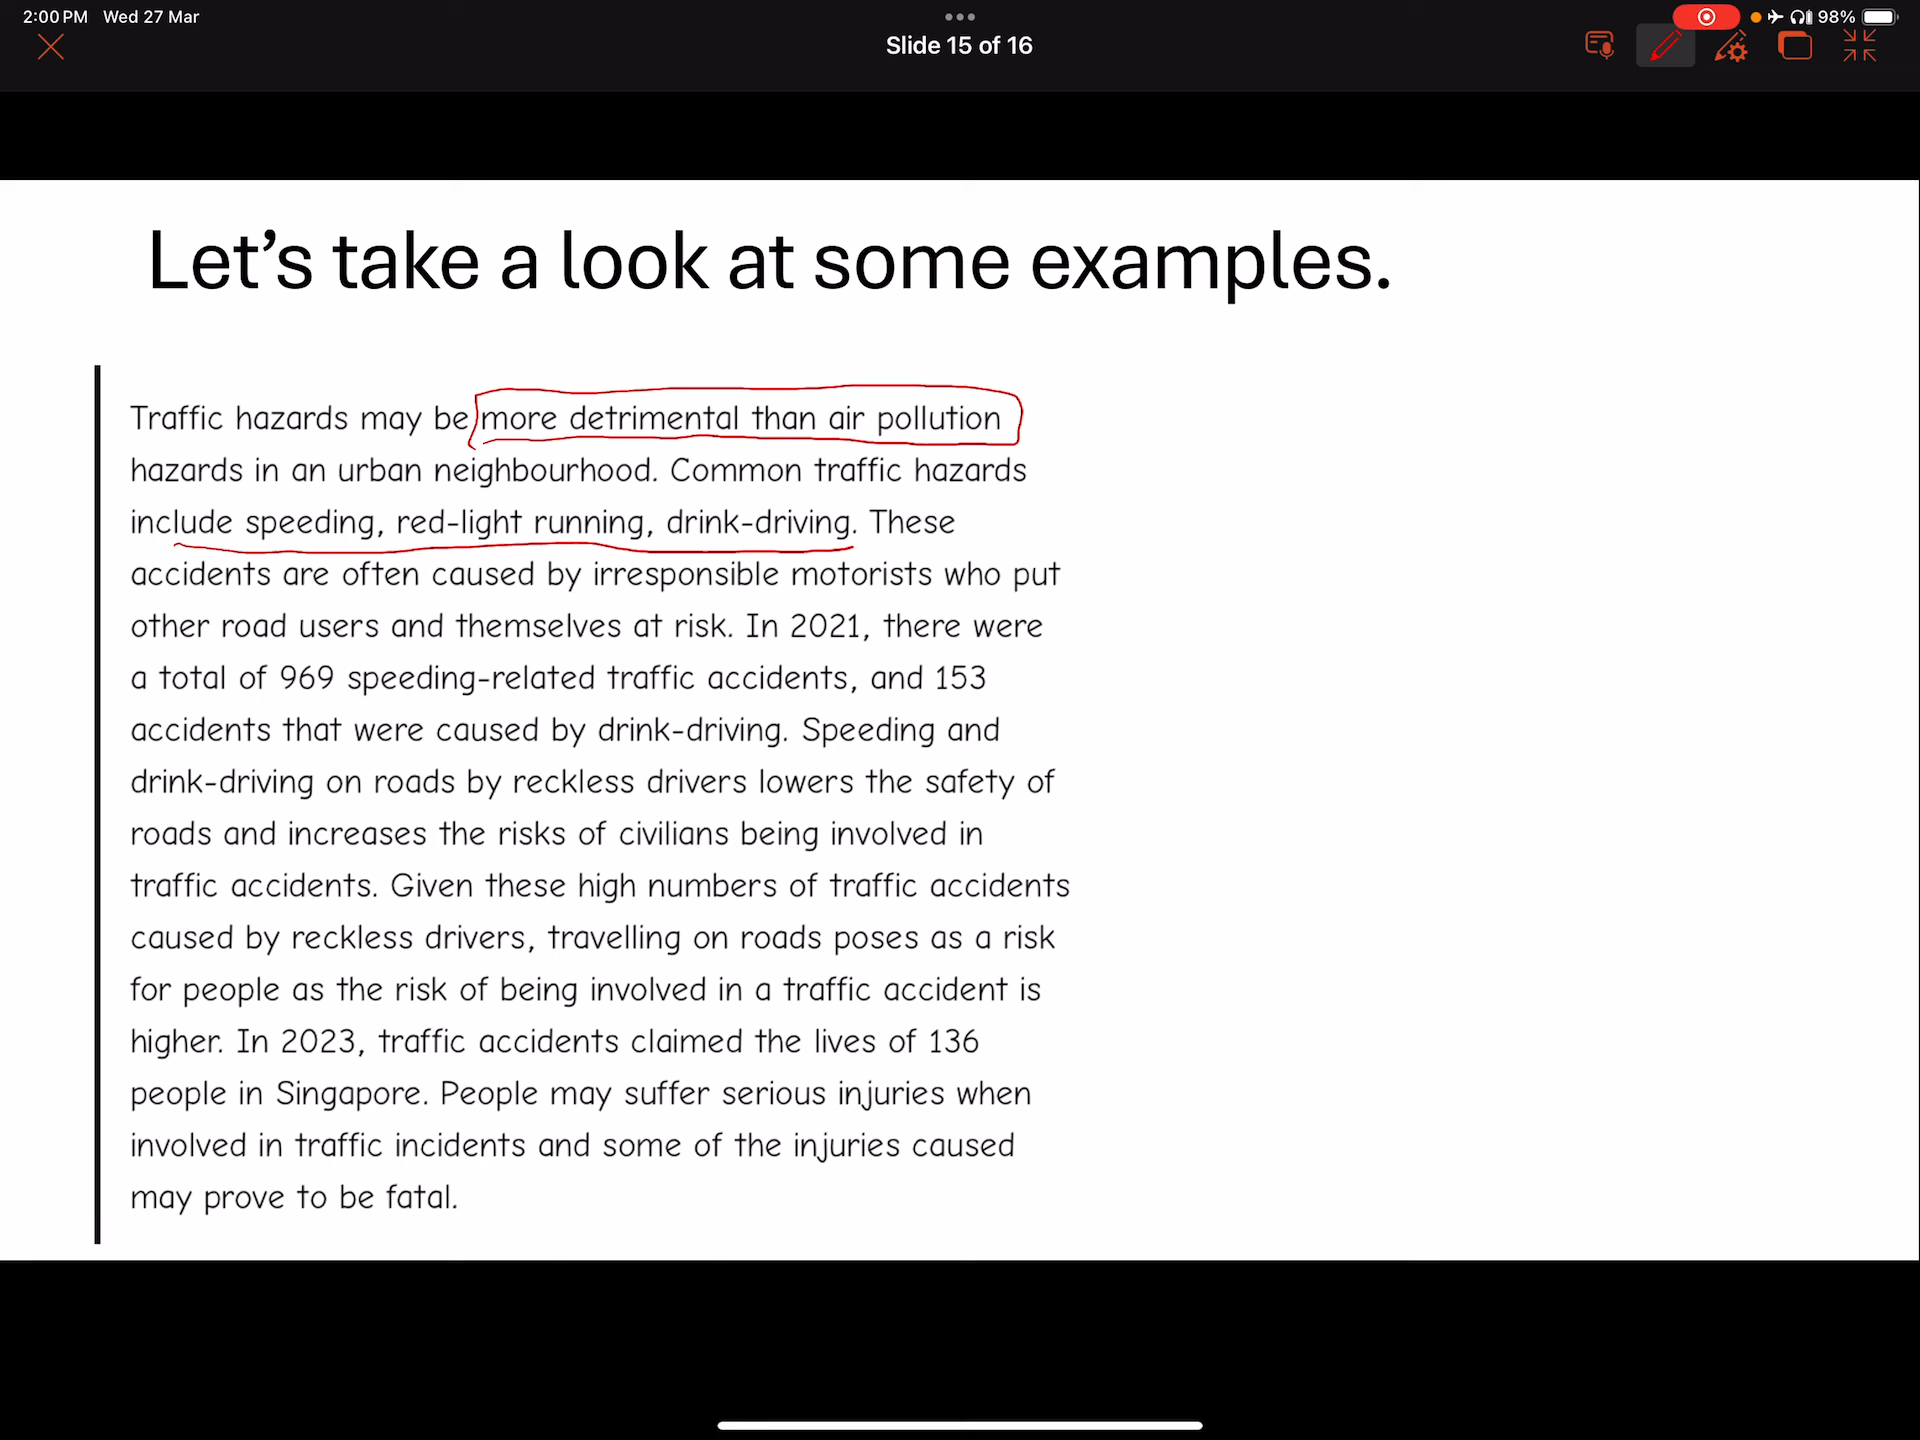 2:00 PM Wed 27 Mar
98%
Slide 15 of 16
Let's take a look at some examples.
Traffic hazards may be more detrimental than air pollution
hazards in an urban neighbourhood. Common traffic hazards
include speeding, red-light running, drink-driving. These
accidents are often caused by irresponsible motorists who put
other road users and themselves at risk. In 2021, there were
a total of 969 speeding-related traffic accidents, and 153
accidents that were caused by drink-driving. Speeding and
drink-driving on roads by reckless drivers lowers the safety of
roads and increases the risks of civilians being involved in
traffic accidents. Given these high numbers of traffic accidents
caused by reckless drivers, travelling on roads poses as a risk
for people as the risk of being involved in a traffic accident is
higher. In 2023, traffic accidents claimed the lives of 136
people in Singapore. People may suffer serious injuries when
involved in traffic incidents and some of the injuries caused
may prove to be fatal.